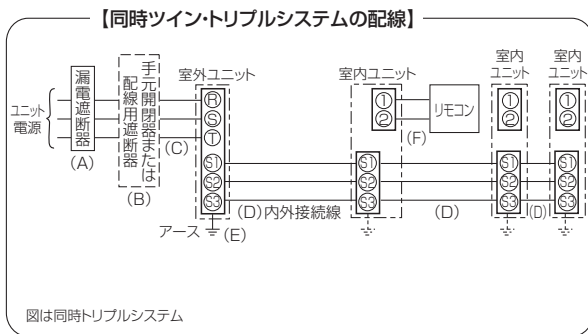 【同時ツイン・トリプルシステムの配線】
ユニット
電源
漏電遮断器
(A)
手元開閉器または
配線用遮断器
(B)
(C)
室外ユニット
R
S
T
S1
S2
S3
アース
(E)
(D)内外接続線
室内ユニット
①
②
(F)
リモコン
S1
S2
S3
(D)
室内
ユニット
①
②
S1
S2
S3
(D)
室内
ユニット
①
②
S1
S2
S3
図は同時トリプルシステム